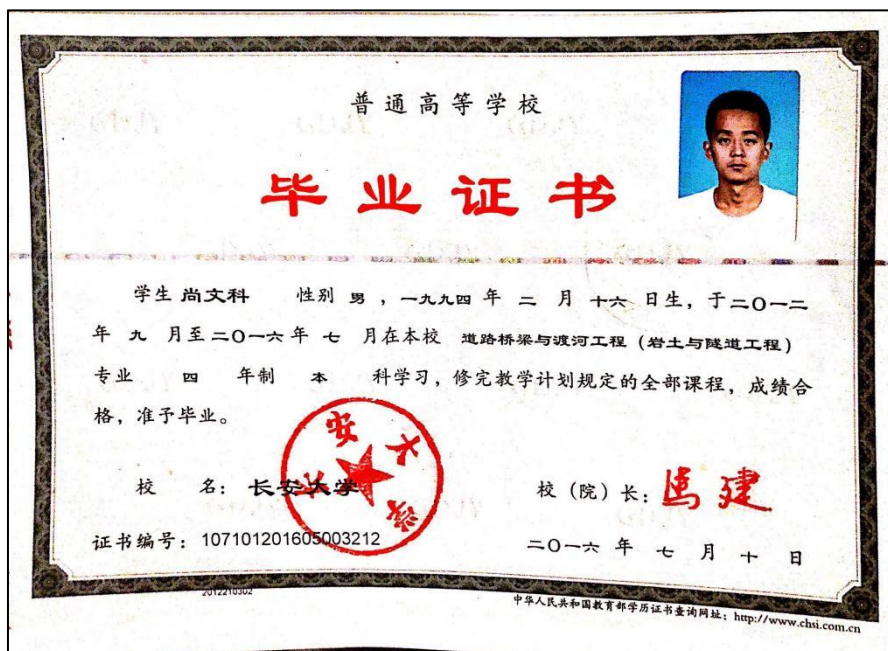 普通高等学校
毕业证书
学生 尚文科 性别 男，一九九四 年 二 月 十六 日生，于二〇一二
年 九 月至二〇一六年 七 月在本校 道路桥梁与渡河工程（岩土与隧道工程）
专业 四 年制 本 科学习，修完教学计划规定的全部课程，成绩合
格，准予毕业。
长安大学
校 名：长安大学
校（院）长：
证书编号：107101201605003212
二〇一六 年 七 月 十 日
2012210302
中华人民共和国教育部学历证书查询网址：http://www.chsi.com.cn